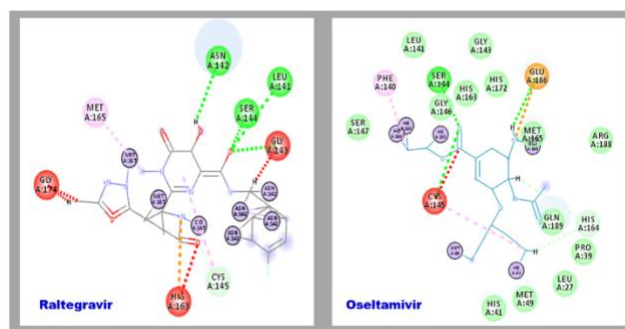 ASN
A:142
LEU
A:141
SER
A:144
GLY
A:143
MET
A:165
GLY
A:174
CYS
A:145
HIS
A:163
Raltegravir
LEU
A:141
GLY
A:143
PHE
A:140
SER
A:144
HIS
A:172
GLU
A:166
GLY
A:146
HIS
A:163
SER
A:147
MET
A:165
ARG
A:188
CYS
A:145
GLN
A:189
HIS
A:164
PRO
A:39
LEU
A:27
MET
A:49
HIS
A:41
Oseltamivir